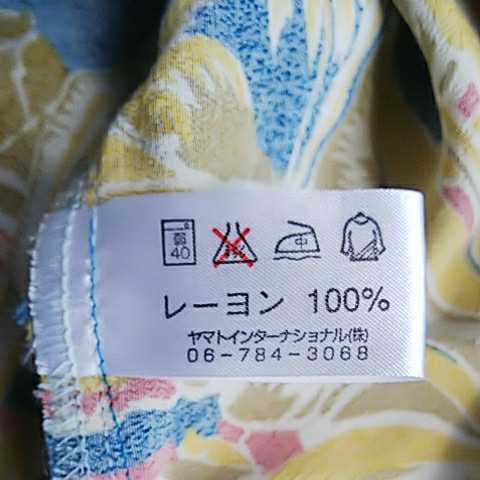 弱
40
中
レーヨン 100%
ヤマトインターナショナル(株)
06-784-3068